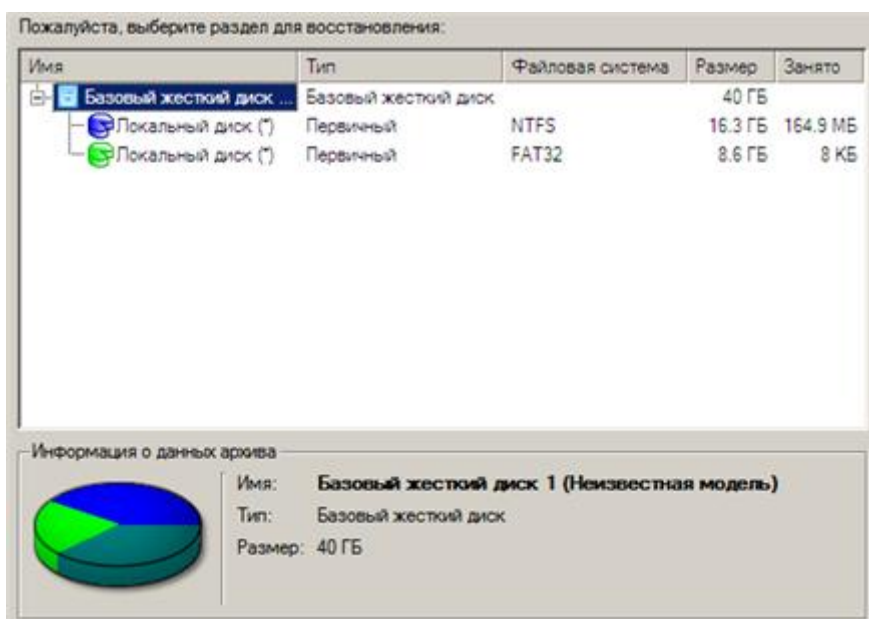 Пожалуйста, выберите раздел для восстановления:
Имя Тип Файловая система Размер Занято
Базовый жесткий диск ... Базовый жесткий диск 40 ГБ
Локальный диск (*) Первичный NTFS 16.3 ГБ 164.9 МБ
Локальный диск (*) Первичный FAT32 8.6 ГБ 8 КБ
Информация о данных архива
Имя: Базовый жесткий диск 1 (Неизвестная модель)
Тип: Базовый жесткий диск
Размер: 40 ГБ